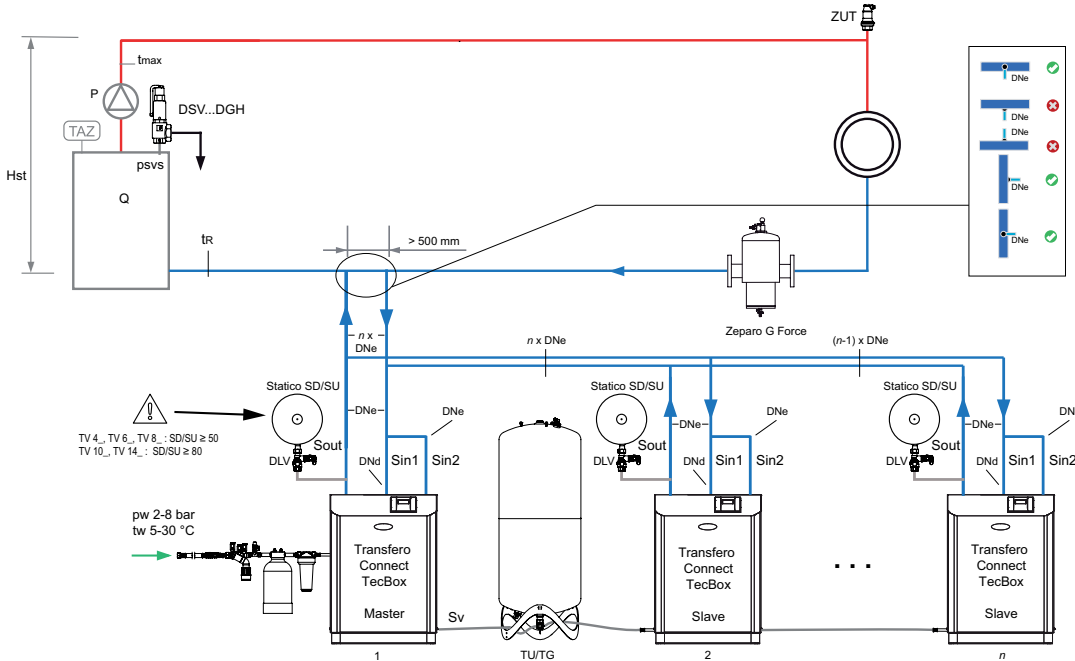 ZUT
tmax
P
DSV...DGH
TAZ
psvs
Hst
Q
tR
> 500 mm
Zeparo G Force
DNe
DNe
DNe
DNe
DNe
n x
DNe
n x DNe
(n-1) x DNe
Statico SD/SU
DNe
DNe
Sout
DLV
DNd
Sin1
Sin2
TV 4_, TV 6_, TV 8_ : SD/SU ≥ 50
TV 10_, TV 14_ : SD/SU ≥ 80
Statico SD/SU
DNe
DNe
Sout
DLV
DNd
Sin1
Sin2
Statico SD/SU
DNe
DN
Sout
DLV
DNd
Sin1
Sin2
pw 2-8 bar
tw 5-30 °C
Transfero
Connect
TecBox
Master
Sv
Transfero
Connect
TecBox
Slave
. . .
Transfero
Connect
TecBox
Slave
1
TU/TG
2
n